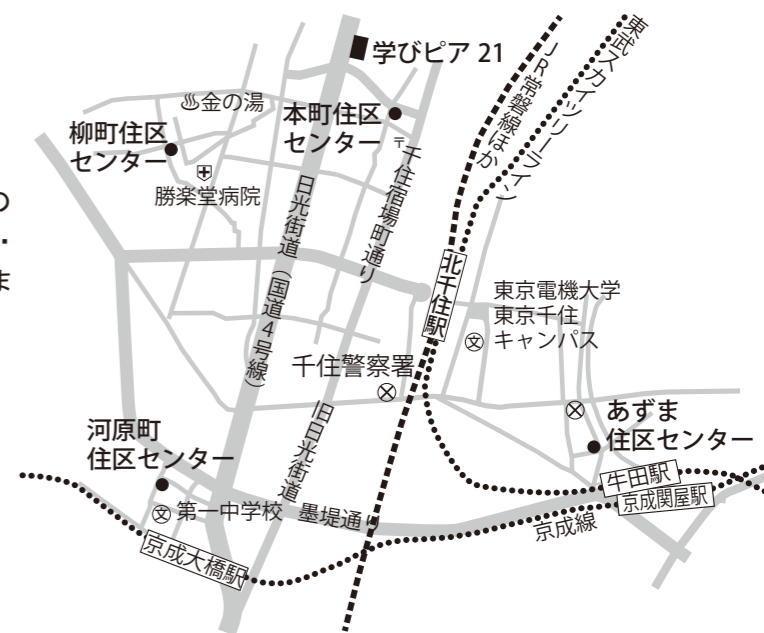 学びピア 21
東武スカイツリーライン
JR常磐線ほか
♨金の湯
本町住区
センター
柳町住区
センター
〒
千住宿場町通り
勝楽堂病院
日光街道(国道4号線)
の
・
ま
北千住駅
東京電機大学
東京千住
キャンパス
文
千住警察署
あずま
住区センター
河原町
住区センター
旧日光街道
牛田駅
京成関屋駅
文 第一中学校
墨堤通り
京成線
京成大橋駅